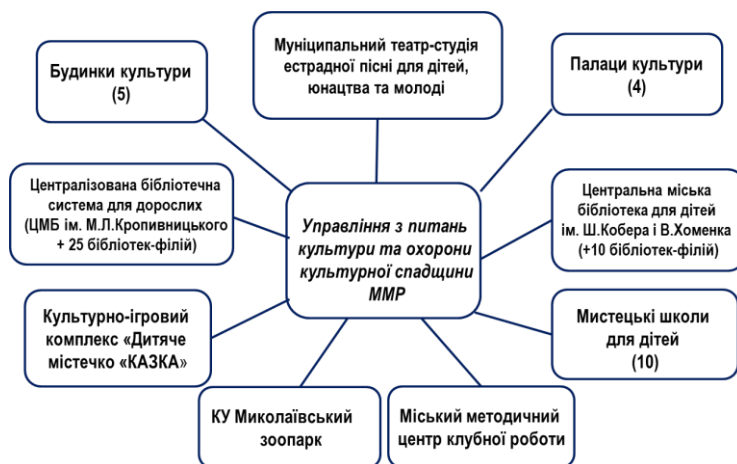 Муніципальний театр-студія
естрадної пісні для дітей,
юнацтва та молоді
Будинки культури
(5)
Палаци культури
(4)
Централізована бібліотечна
система для дорослих
(ЦМБ ім. М.Л.Кропивницького
+ 25 бібліотек-філій)
Управління з питань
культури та охорони
культурної спадщини
ММР
Центральна міська
бібліотека для дітей
ім. Ш.Кобера і В.Хоменка
(+10 бібліотек-філій)
Культурно-ігровий
комплекс «Дитяче
містечко «КАЗКА»
Мистецькі школи
для дітей
(10)
КУ Миколаївський
зоопарк
Міський методичний
центр клубної роботи